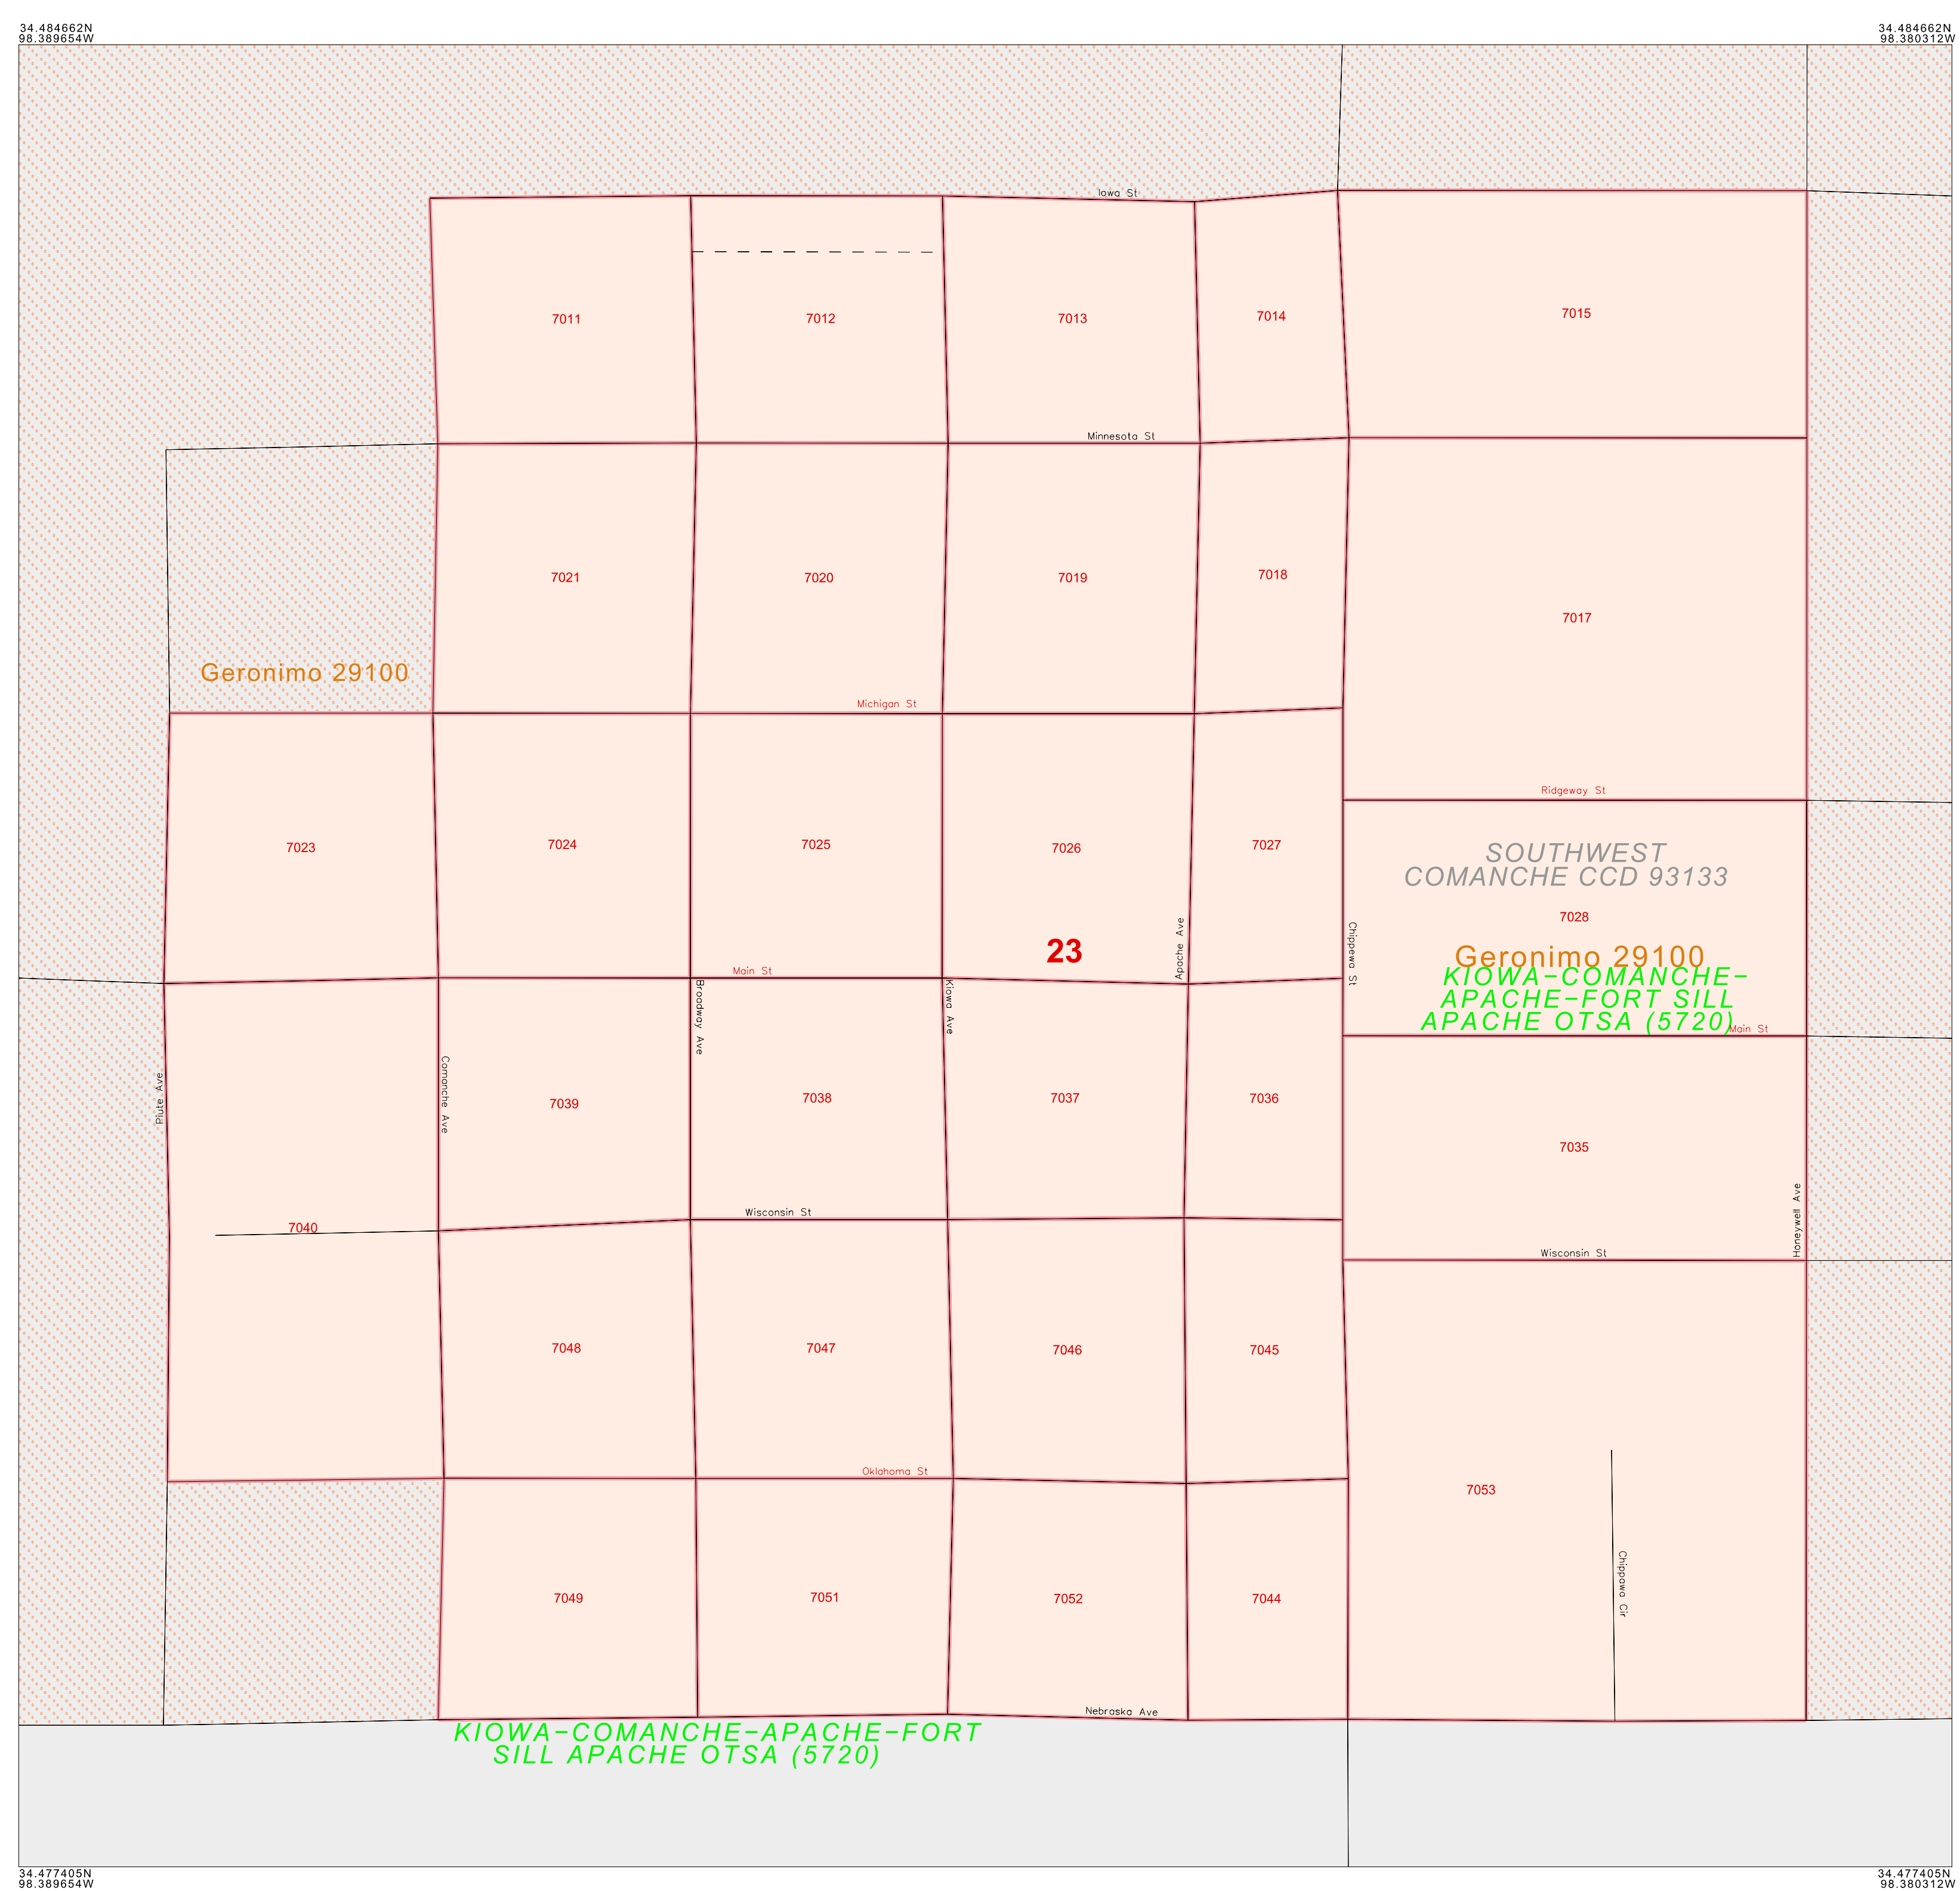 34.484662N
98.389654W
34.484662N
98.380312W
Iowa St
7011
7012
7013
7014
7015
Minnesota St
7021
7020
7019
7018
7017
Geronimo 29100
Michigan St
Ridgeway St
7023
7024
7025
7026
7027
SOUTHWEST
COMANCHE CCD 93133
7028
23
Apache Ave
Chippewa St
Geronimo 29100
KIOWA-COMANCHE-
APACHE-FORT SILL
APACHE OTSA (5720)
Main St
Main St
Broadway Ave
Kiowa Ave
Piute Ave
Comanche Ave
7039
7038
7037
7036
7035
Honeywell Ave
7040
Wisconsin St
Wisconsin St
7048
7047
7046
7045
Oklahoma St
7053
Chippawa Cir
7049
7051
7052
7044
Nebraska Ave
KIOWA-COMANCHE-APACHE-FORT
SILL APACHE OTSA (5720)
34.477405N
98.389654W
34.477405N
98.380312W